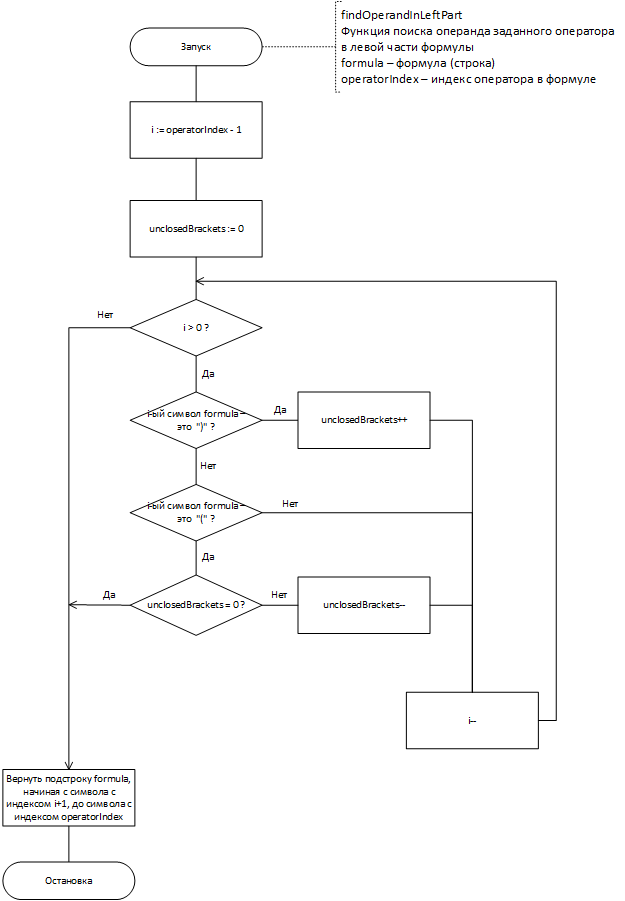 findOperandInLeftPart
Функция поиска операнда заданного оператора
в левой части формулы
formula – формула (строка)
operatorIndex – индекс оператора в формуле
Запуск
i := operatorIndex - 1
unclosedBrackets := 0
Нет
i > 0 ?
Да
i-ый символ formula –
это ")" ?
Да
unclosedBrackets++
Нет
i-ый символ formula –
это "(" ?
Нет
Да
Да
unclosedBrackets = 0 ?
Нет
unclosedBrackets--
i--
Вернуть подстроку formula,
начиная с символа с
индексом i+1, до символа с
индексом operatorIndex
Остановка